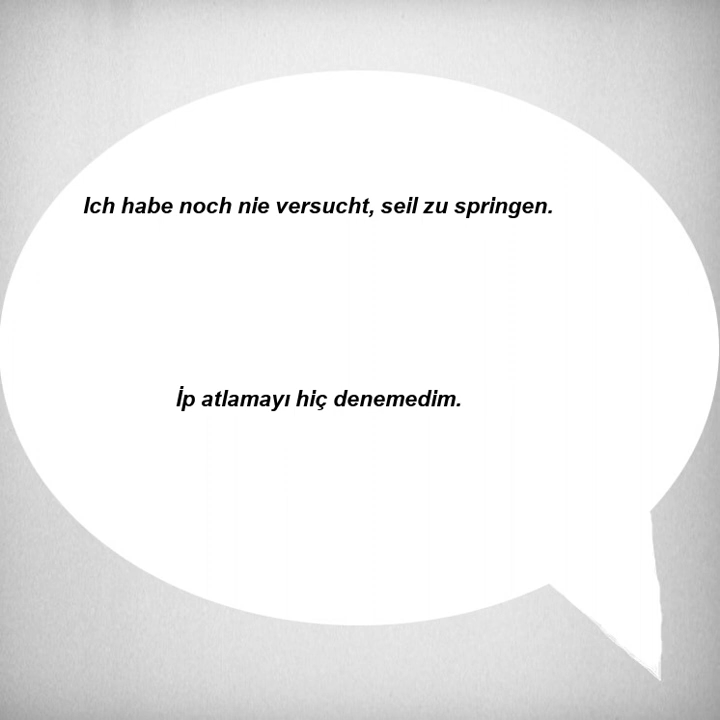 Ich habe noch nie versucht, seil zu springen.
İp atlamayı hiç denemedim.